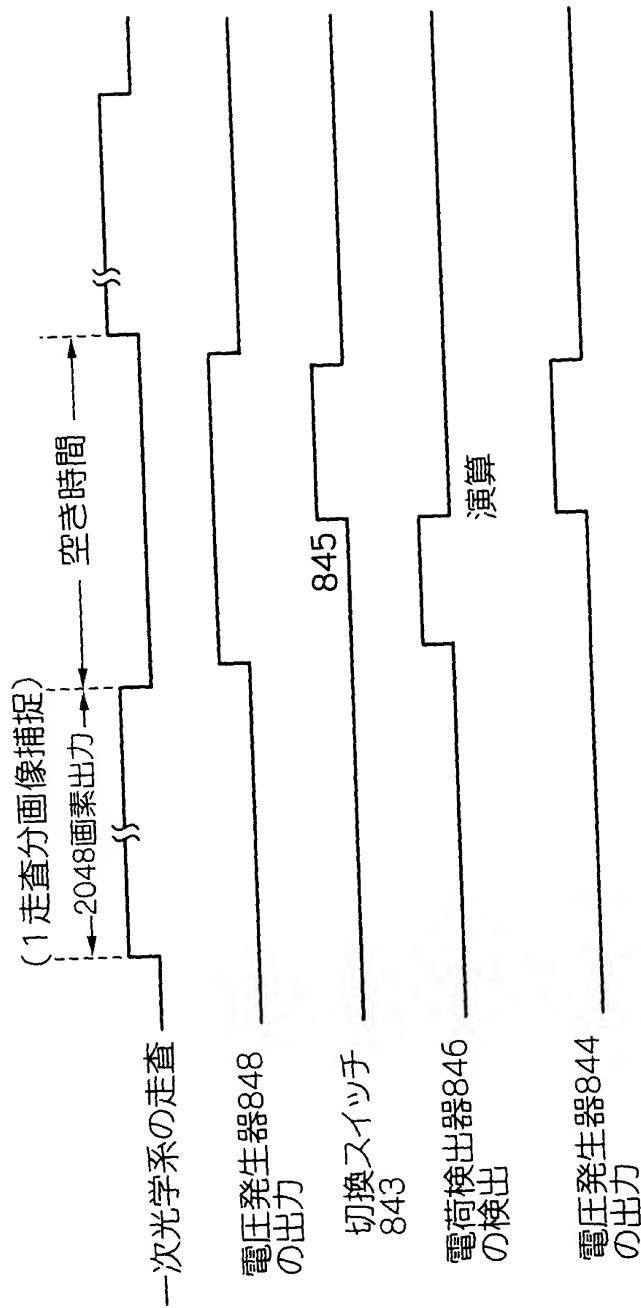 (1走査分画像捕捉)
2048画素出力
空き時間
一次光学系の走査
電圧発生器848
の出力
切換スイッチ
843
845
電荷検出器846
の検出
演算
電圧発生器844
の出力